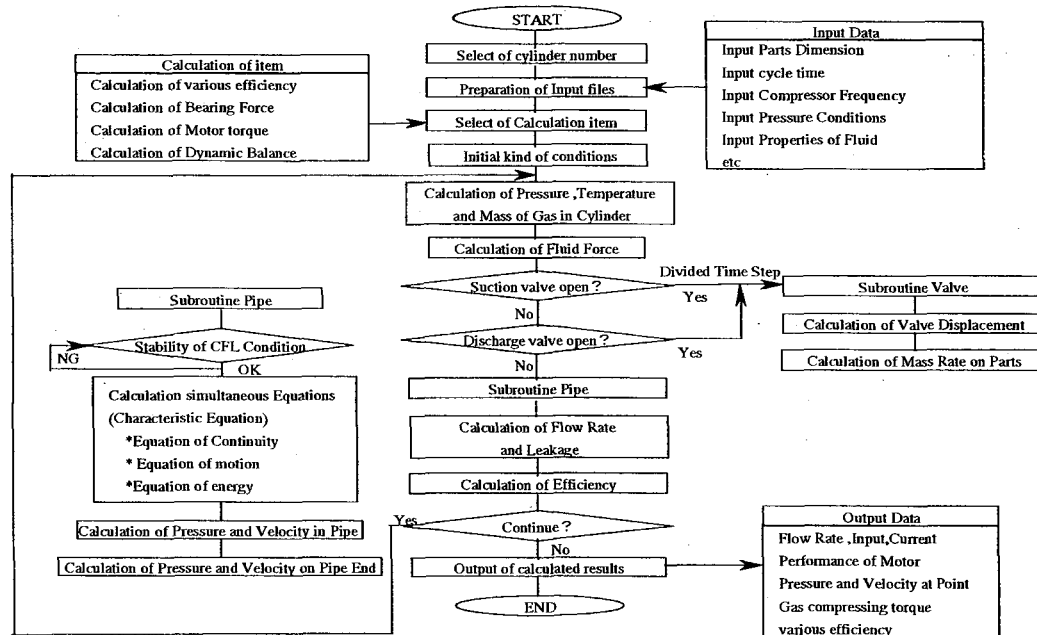 START
Select of cylinder number
Preparation of Input files
Select of Calculation item
Initial kind of conditions
Calculation of Pressure ,Temperature
and Mass of Gas in Cylinder
Calculation of Fluid Force
Suction valve open ?
Divided Time Step
Yes
No
Discharge valve open ?
Yes
No
Subroutine Pipe
Calculation of Flow Rate
and Leakage
Calculation of Efficiency
Yes
Continue ?
No
Output of calculated results
END
Calculation of item
Calculation of various efficiency
Calculation of Bearing Force
Calculation of Motor torque
Calculation of Dynamic Balance
Input Data
Input Parts Dimension
Input cycle time
Input Compressor Frequency
Input Pressure Conditions
Input Properties of Fluid
etc
Subroutine Valve
Calculation of Valve Displacement
Calculation of Mass Rate on Parts
Subroutine Pipe
Stability of CFL Condition
NG
OK
Calculation simultaneous Equations
(Characteristic Equation)
*Equation of Continuity
* Equation of motion
*Equation of energy
Calculation of Pressure and Velocity in Pipe
Calculation of Pressure and Velocity on Pipe End
Output Data
Flow Rate ,Input,Current
Performance of Motor
Pressure and Velocity at Point
Gas compressing torque
various efficiency